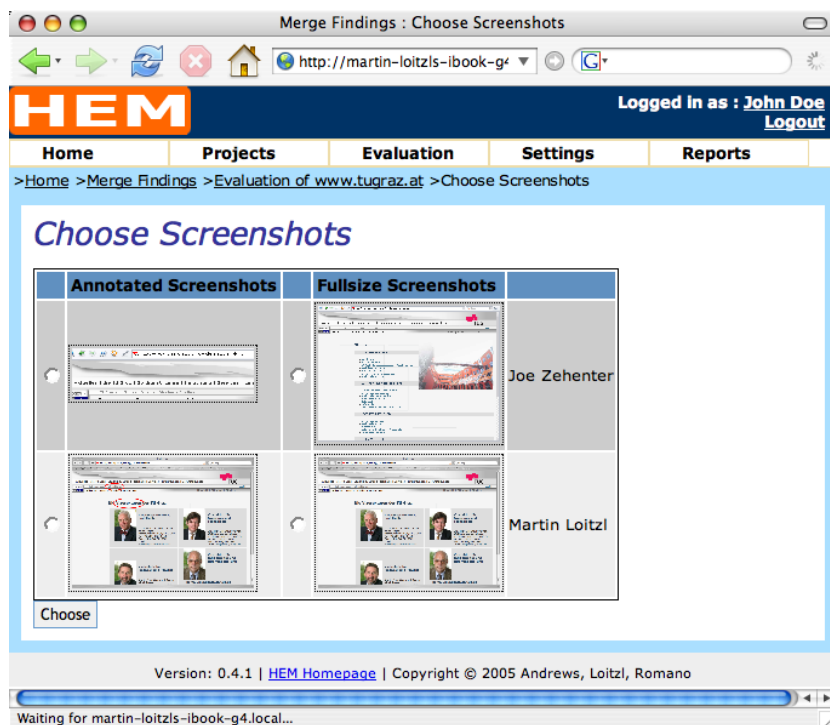 Merge Findings : Choose Screenshots
http://martin-loitzls-ibook-g4
G
HEM
Logged in as : John Doe
Logout
Home Projects Evaluation Settings Reports
>Home >Merge Findings >Evaluation of www.tugraz.at >Choose Screenshots
Choose Screenshots
Annotated Screenshots Fullsize Screenshots
Joe Zehenter
Martin Loitzl
Choose
Version: 0.4.1 | HEM Homepage | Copyright © 2005 Andrews, Loitzl, Romano
Waiting for martin-loitzls-ibook-g4.local...